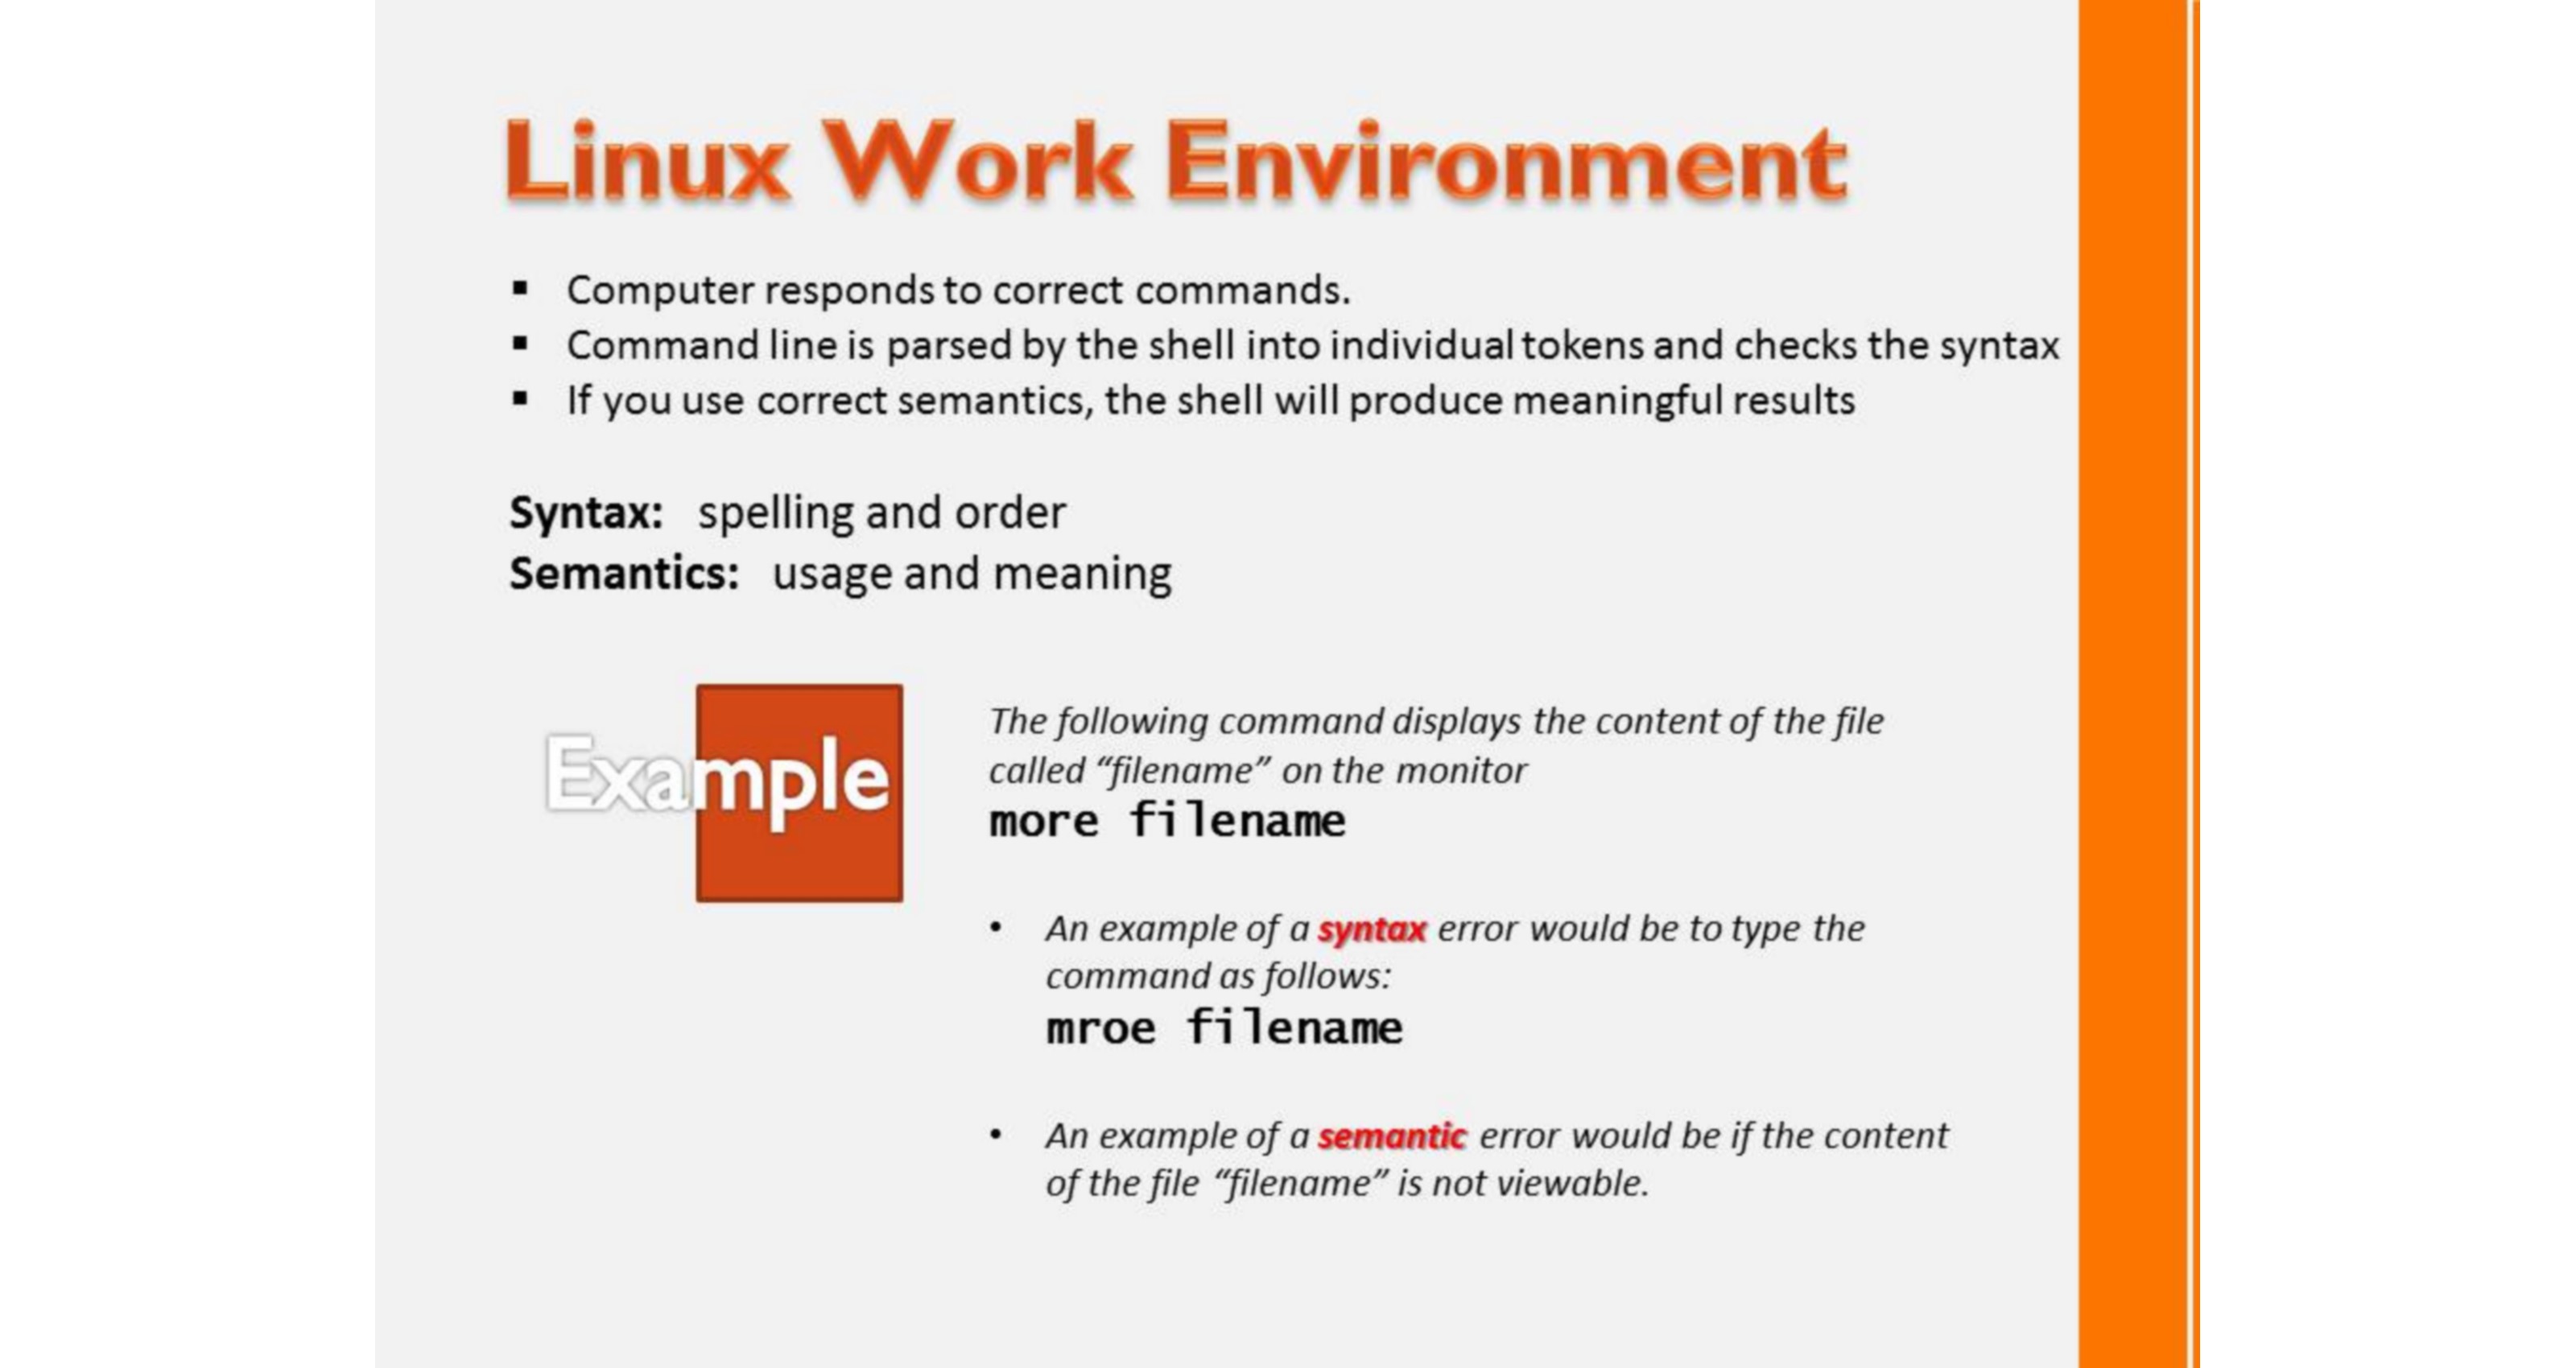 Linux Work Environment
▪ Computer responds to correct commands.
▪ Command line is parsed by the shell into individual tokens and checks the syntax
▪ If you use correct semantics, the shell will produce meaningful results
Syntax: spelling and order
Semantics: usage and meaning
Example
The following command displays the content of the file
called “filename” on the monitor
more filename
• An example of a syntax error would be to type the
command as follows:
mroe filename
• An example of a semantic error would be if the content
of the file “filename” is not viewable.